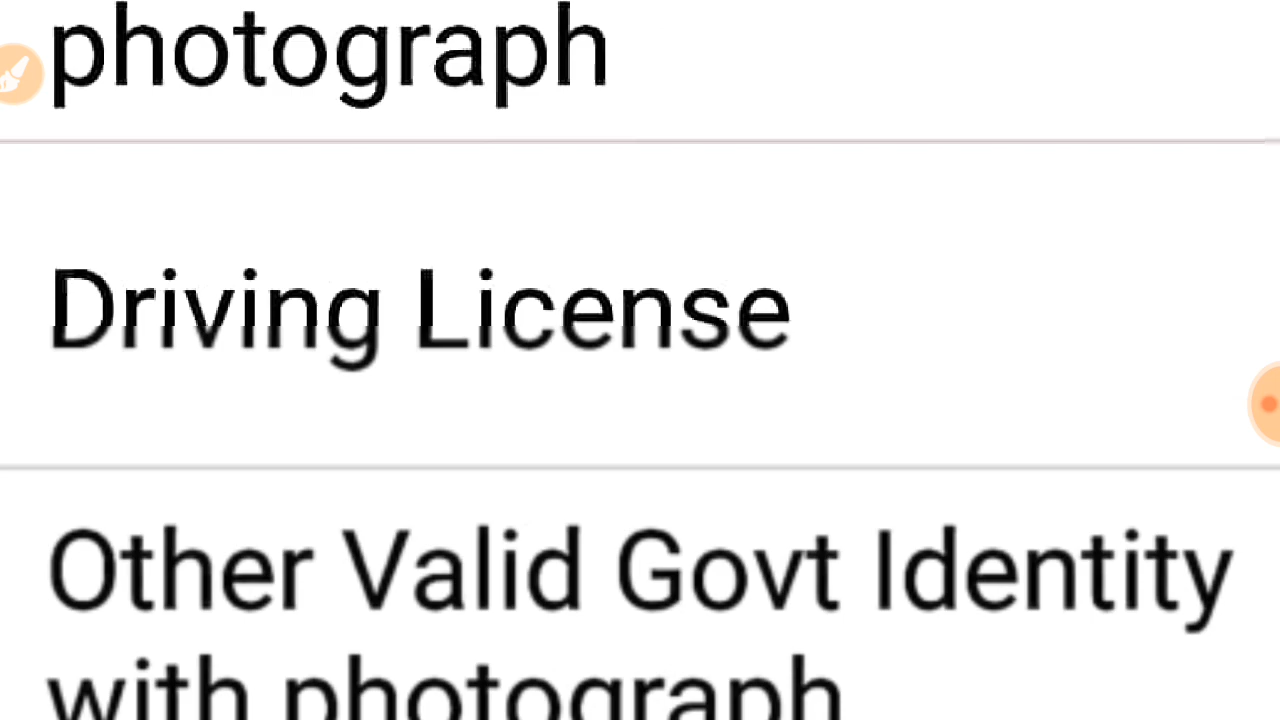 photograph
Driving License
Other Valid Govt Identity
with photograph